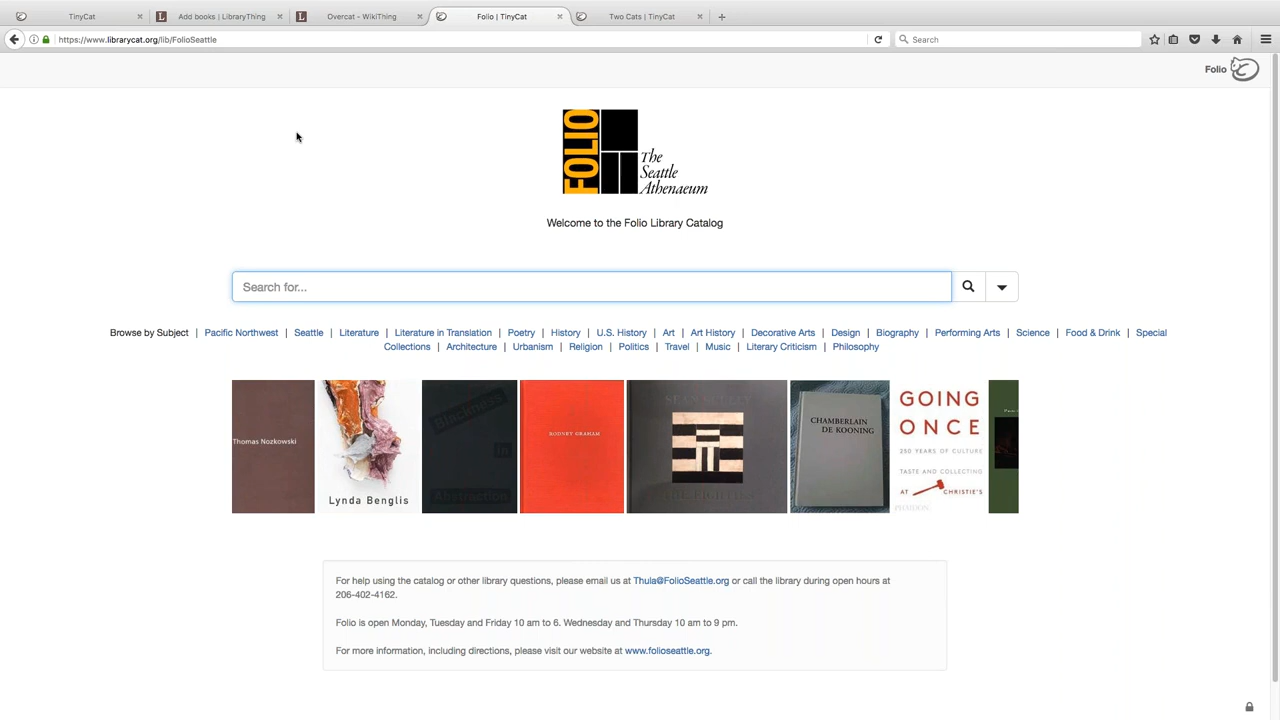 TinyCat
Add books | LibraryThing
Overcat - WikiThing
Folio | TinyCat
Two Cats | TinyCat
https://www.librarycat.org/lib/FolioSeattle
Search
Folio
FOLIO
The
Seattle
Athenaeum
Welcome to the Folio Library Catalog
Search for...
Browse by Subject | Pacific Northwest | Seattle | Literature | Literature in Translation | Poetry | History | U.S. History | Art | Art History | Decorative Arts | Design | Biography | Performing Arts | Science | Food & Drink | Special
Collections | Architecture | Urbanism | Religion | Politics | Travel | Music | Literary Criticism | Philosophy
Thomas Nozkowski
Lynda Benglis
Blackness
in
Abstraction
RODNEY GRAHAM
SEAN SCULLY
CHAMBERLAIN
DE KOONING
GOING
ONCE
250 YEARS OF CULTURE
TASTE AND COLLECTING
AT CHRISTIE'S
PHAIDON
For help using the catalog or other library questions, please email us at Thula@FolioSeattle.org or call the library during open hours at
206-402-4162.
Folio is open Monday, Tuesday and Friday 10 am to 6. Wednesday and Thursday 10 am to 9 pm.
For more information, including directions, please visit our website at www.folioseattle.org.